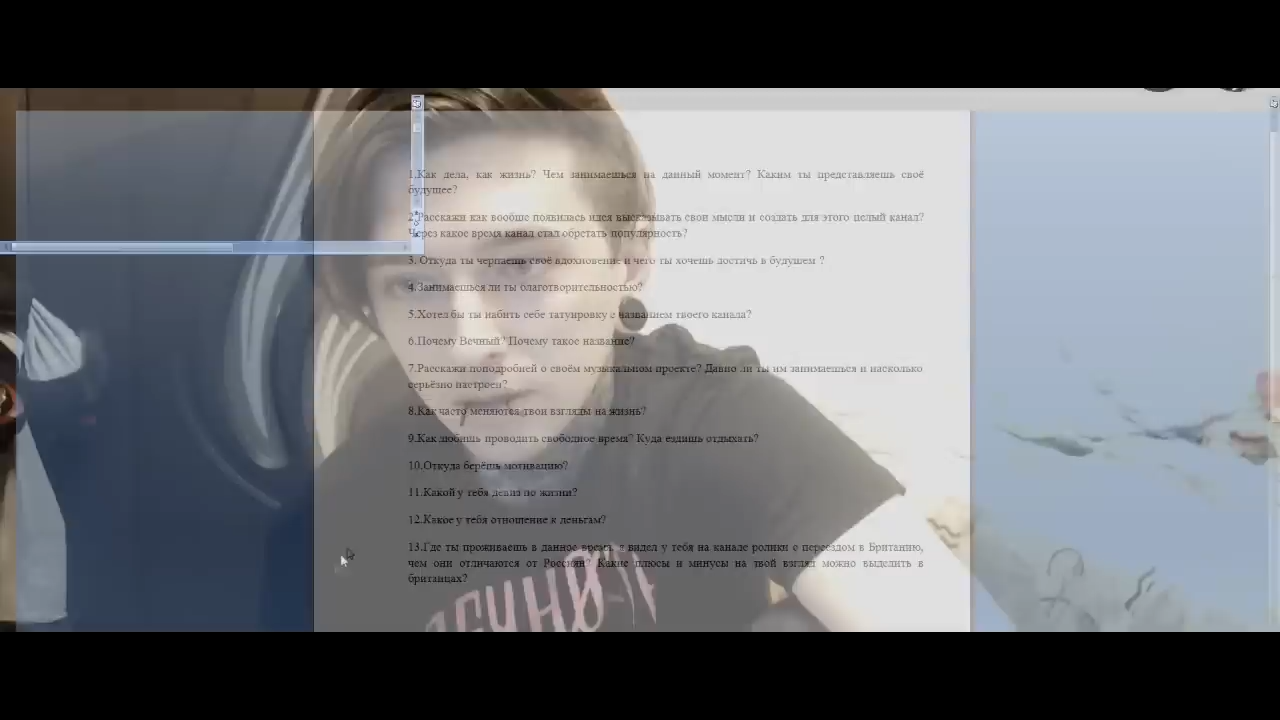 1.Как дела, как жизнь? Чем занимаешься на данный момент? Каким ты представляешь своё
будущее?
2.Расскажи как вообще появилась идея высказывать свои мысли и создать для этого целый канал?
Через какое время канал стал обретать популярность?
3. Откуда ты черпаешь своё вдохновение и чего ты хочешь достичь в будущем ?
4.Занимаешься ли ты благотворительностью?
5.Хотел бы ты набить себе татуировку с названием твоего канала?
6.Почему Вечный? Почему такое название?
7.Расскажи поподробней о своём музыкальном проекте? Давно ли ты им занимаешься и насколько
серьёзно настроен?
8.Как часто меняются твои взгляды на жизнь?
9.Как любишь проводить свободное время? Куда ездишь отдыхать?
10.Откуда берёшь мотивацию?
11.Какой у тебя девиз по жизни?
12.Какое у тебя отношение к деньгам?
13.Где ты проживаешь в данное время, я видел у тебя на канале ролики о переездом в Британию,
чем они отличаются от Россиян? Какие плюсы и минусы на твой взгляд можно выделить в
британцах?